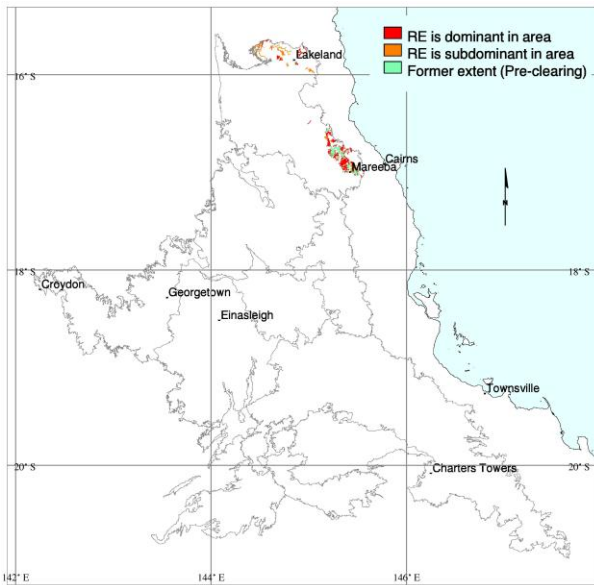 RE is dominant in area
RE is subdominant in area
Former extent (Pre-clearing)
Lakeland
16° S
Cairns
Mareeba
N
18° S
18° S
Croydon
Georgetown
Einasleigh
Townsville
20° S
20° S
Charters Towers
142° E
144° E
146° E